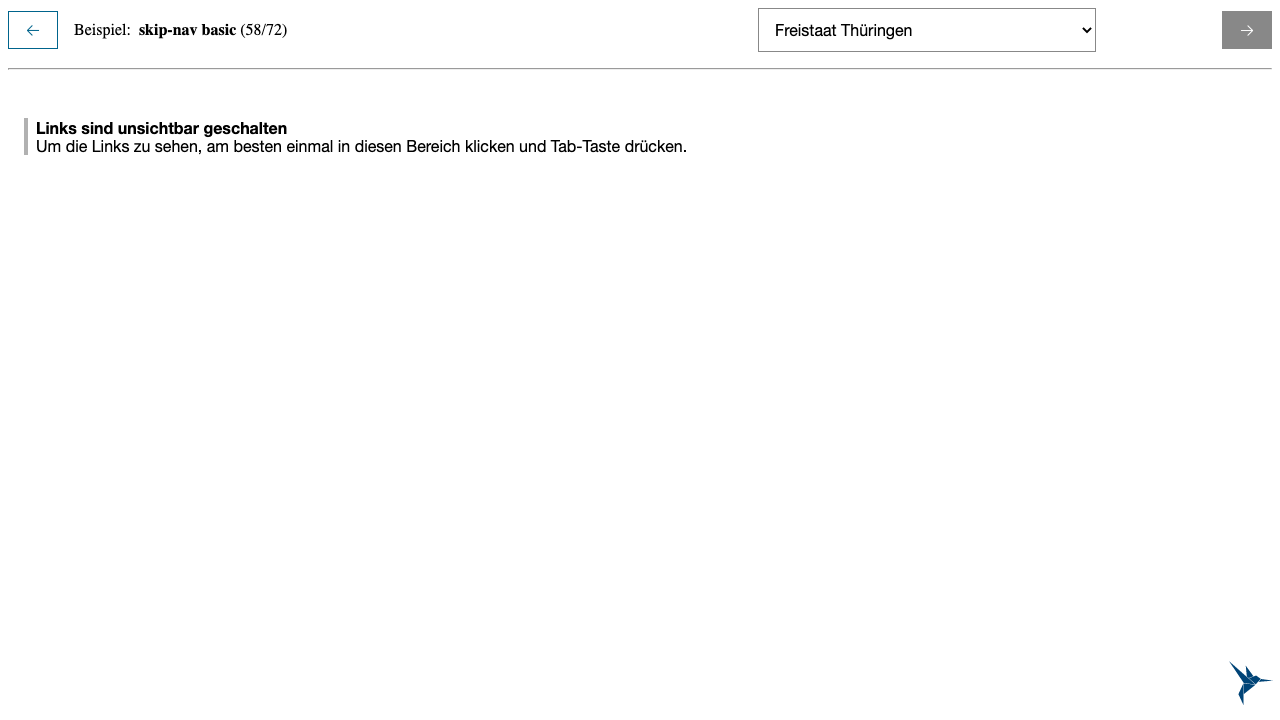 Beispiel: skip-nav basic (58/72)
Freistaat Thüringen
Links sind unsichtbar geschalten
Um die Links zu sehen, am besten einmal in diesen Bereich klicken und Tab-Taste drücken.